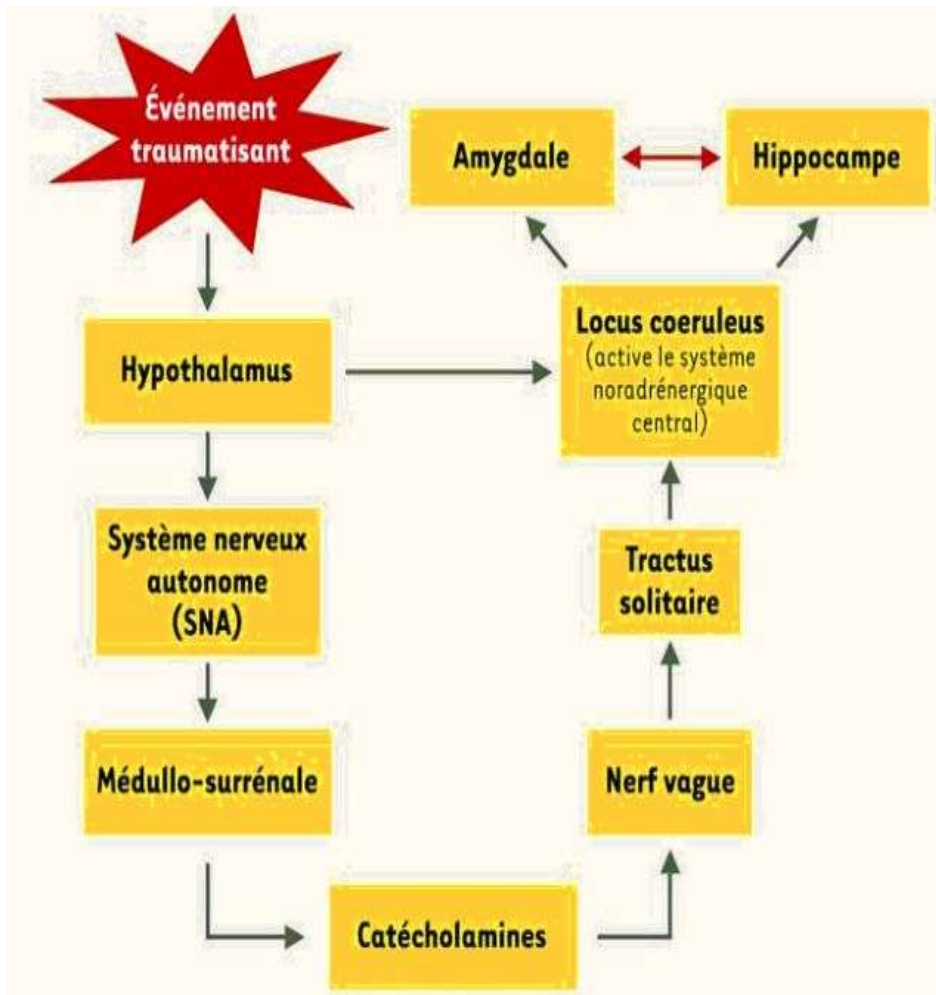 Événement
traumatisant
Amygdale
Hippocampe
Hypothalamus
Locus coeruleus
(active le système
noradrénergique
central)
Système nerveux
autonome
(SNA)
Tractus
solitaire
Médullo-surrénale
Nerf vague
Catécholamines